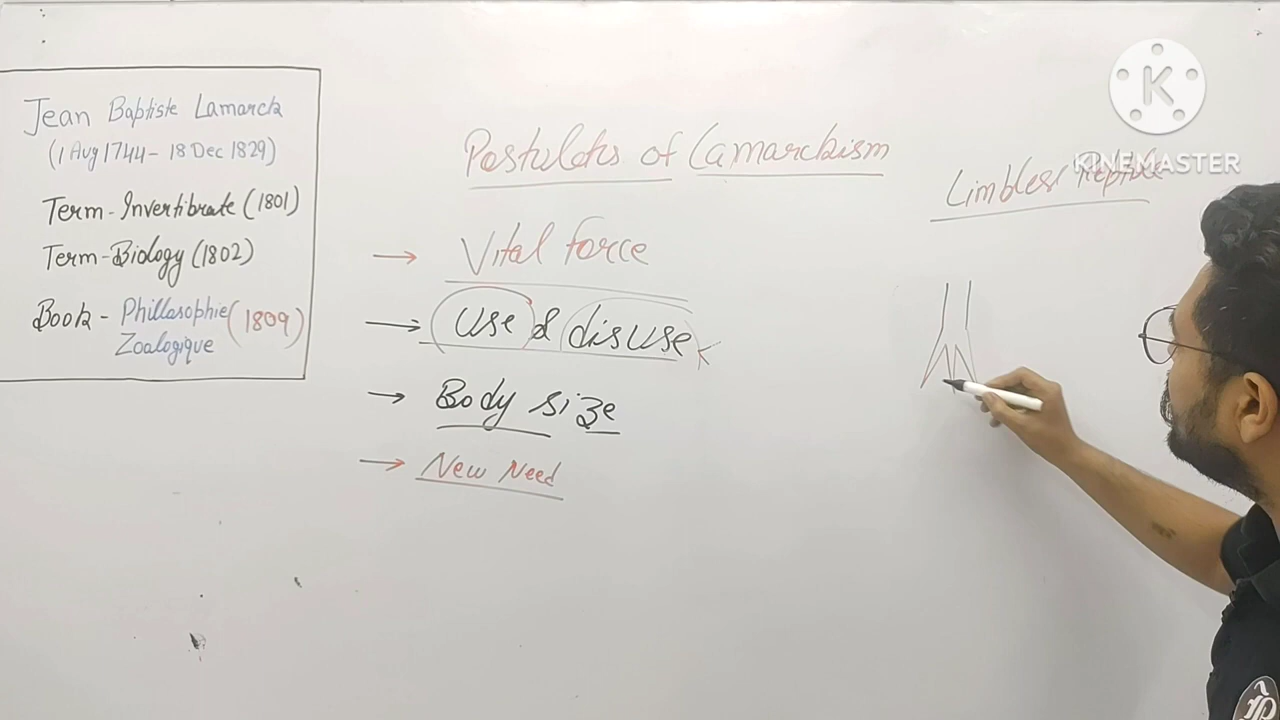 Jean Baptiste Lamarck
(1 Aug 1744 - 18 Dec 1829)
Term - Invertibrate (1801)
Term - Biology (1802)
Book - Phillosophie (1809)
Zoalogique
Postulates of Lamarckism
→ Vital force
→ Use & disuse
→ Body size
→ New Need
K
KINEMASTER
Limbless Reptile